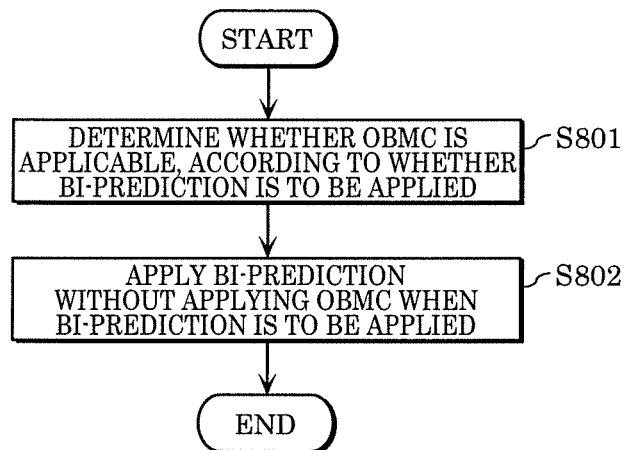 START
DETERMINE WHETHER OBMC IS
APPLICABLE, ACCORDING TO WHETHER
BI-PREDICTION IS TO BE APPLIED
S801
APPLY BI-PREDICTION
WITHOUT APPLYING OBMC WHEN
BI-PREDICTION IS TO BE APPLIED
S802
END